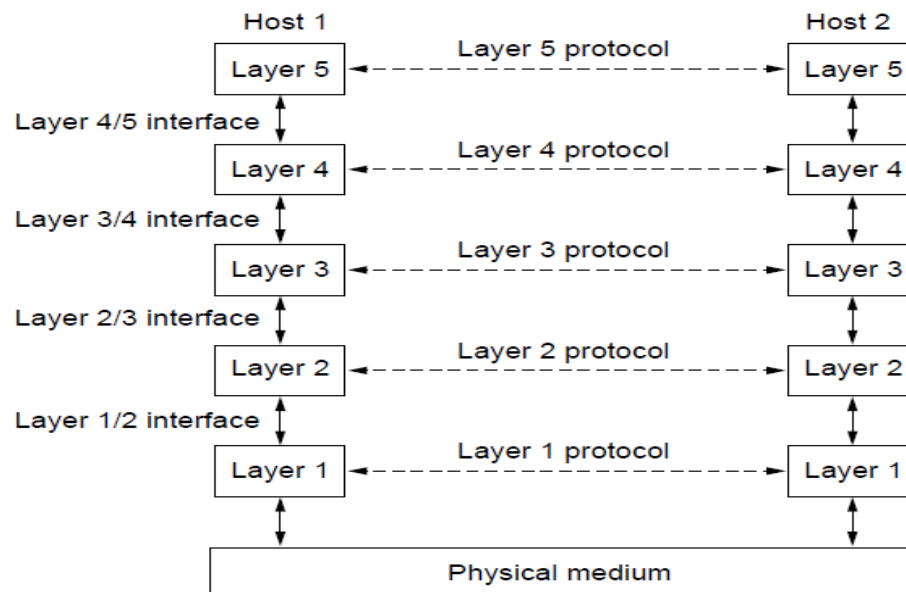 Host 1
Host 2
Layer 5 protocol
Layer 5
Layer 5
Layer 4/5 interface
Layer 4 protocol
Layer 4
Layer 4
Layer 3/4 interface
Layer 3 protocol
Layer 3
Layer 3
Layer 2/3 interface
Layer 2 protocol
Layer 2
Layer 2
Layer 1/2 interface
Layer 1 protocol
Layer 1
Layer 1
Physical medium